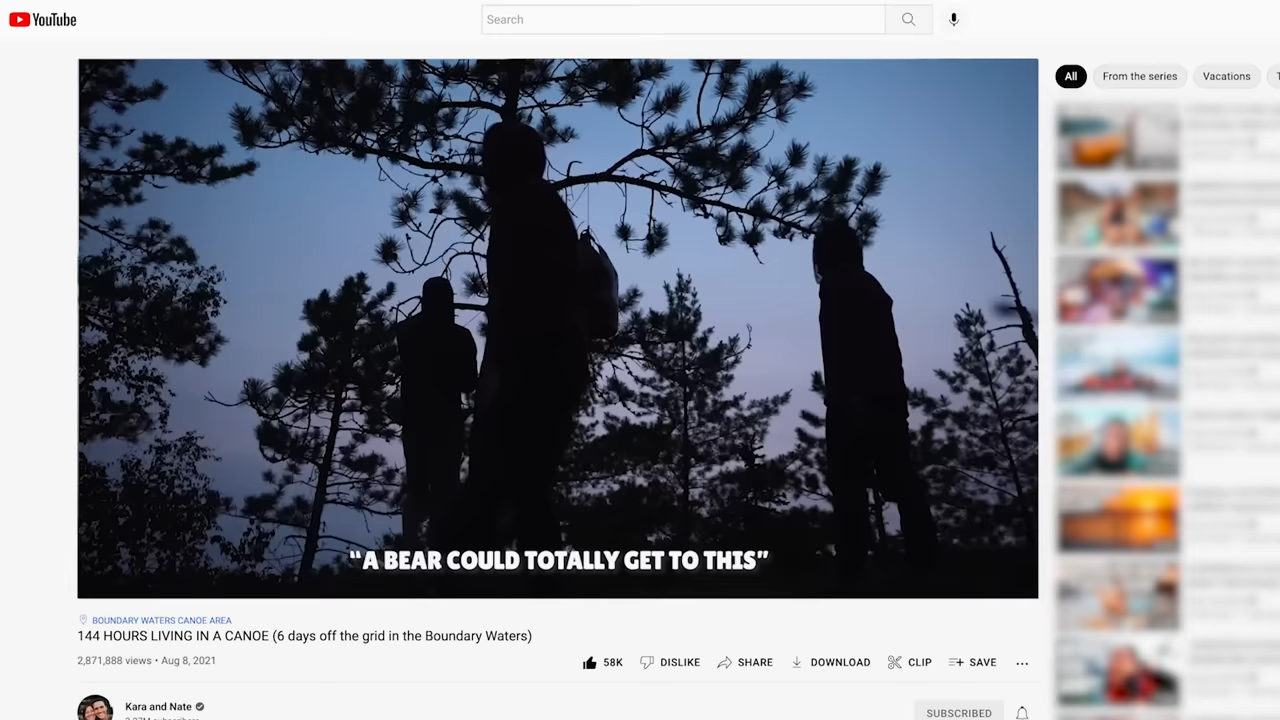 YouTube
Search
All
From the series
Vacations
“A BEAR COULD TOTALLY GET TO THIS”
BOUNDARY WATERS CANOE AREA
144 HOURS LIVING IN A CANOE (6 days off the grid in the Boundary Waters)
2,871,888 views • Aug 8, 2021
58K
DISLIKE
SHARE
DOWNLOAD
CLIP
SAVE
Kara and Nate
SUBSCRIBED